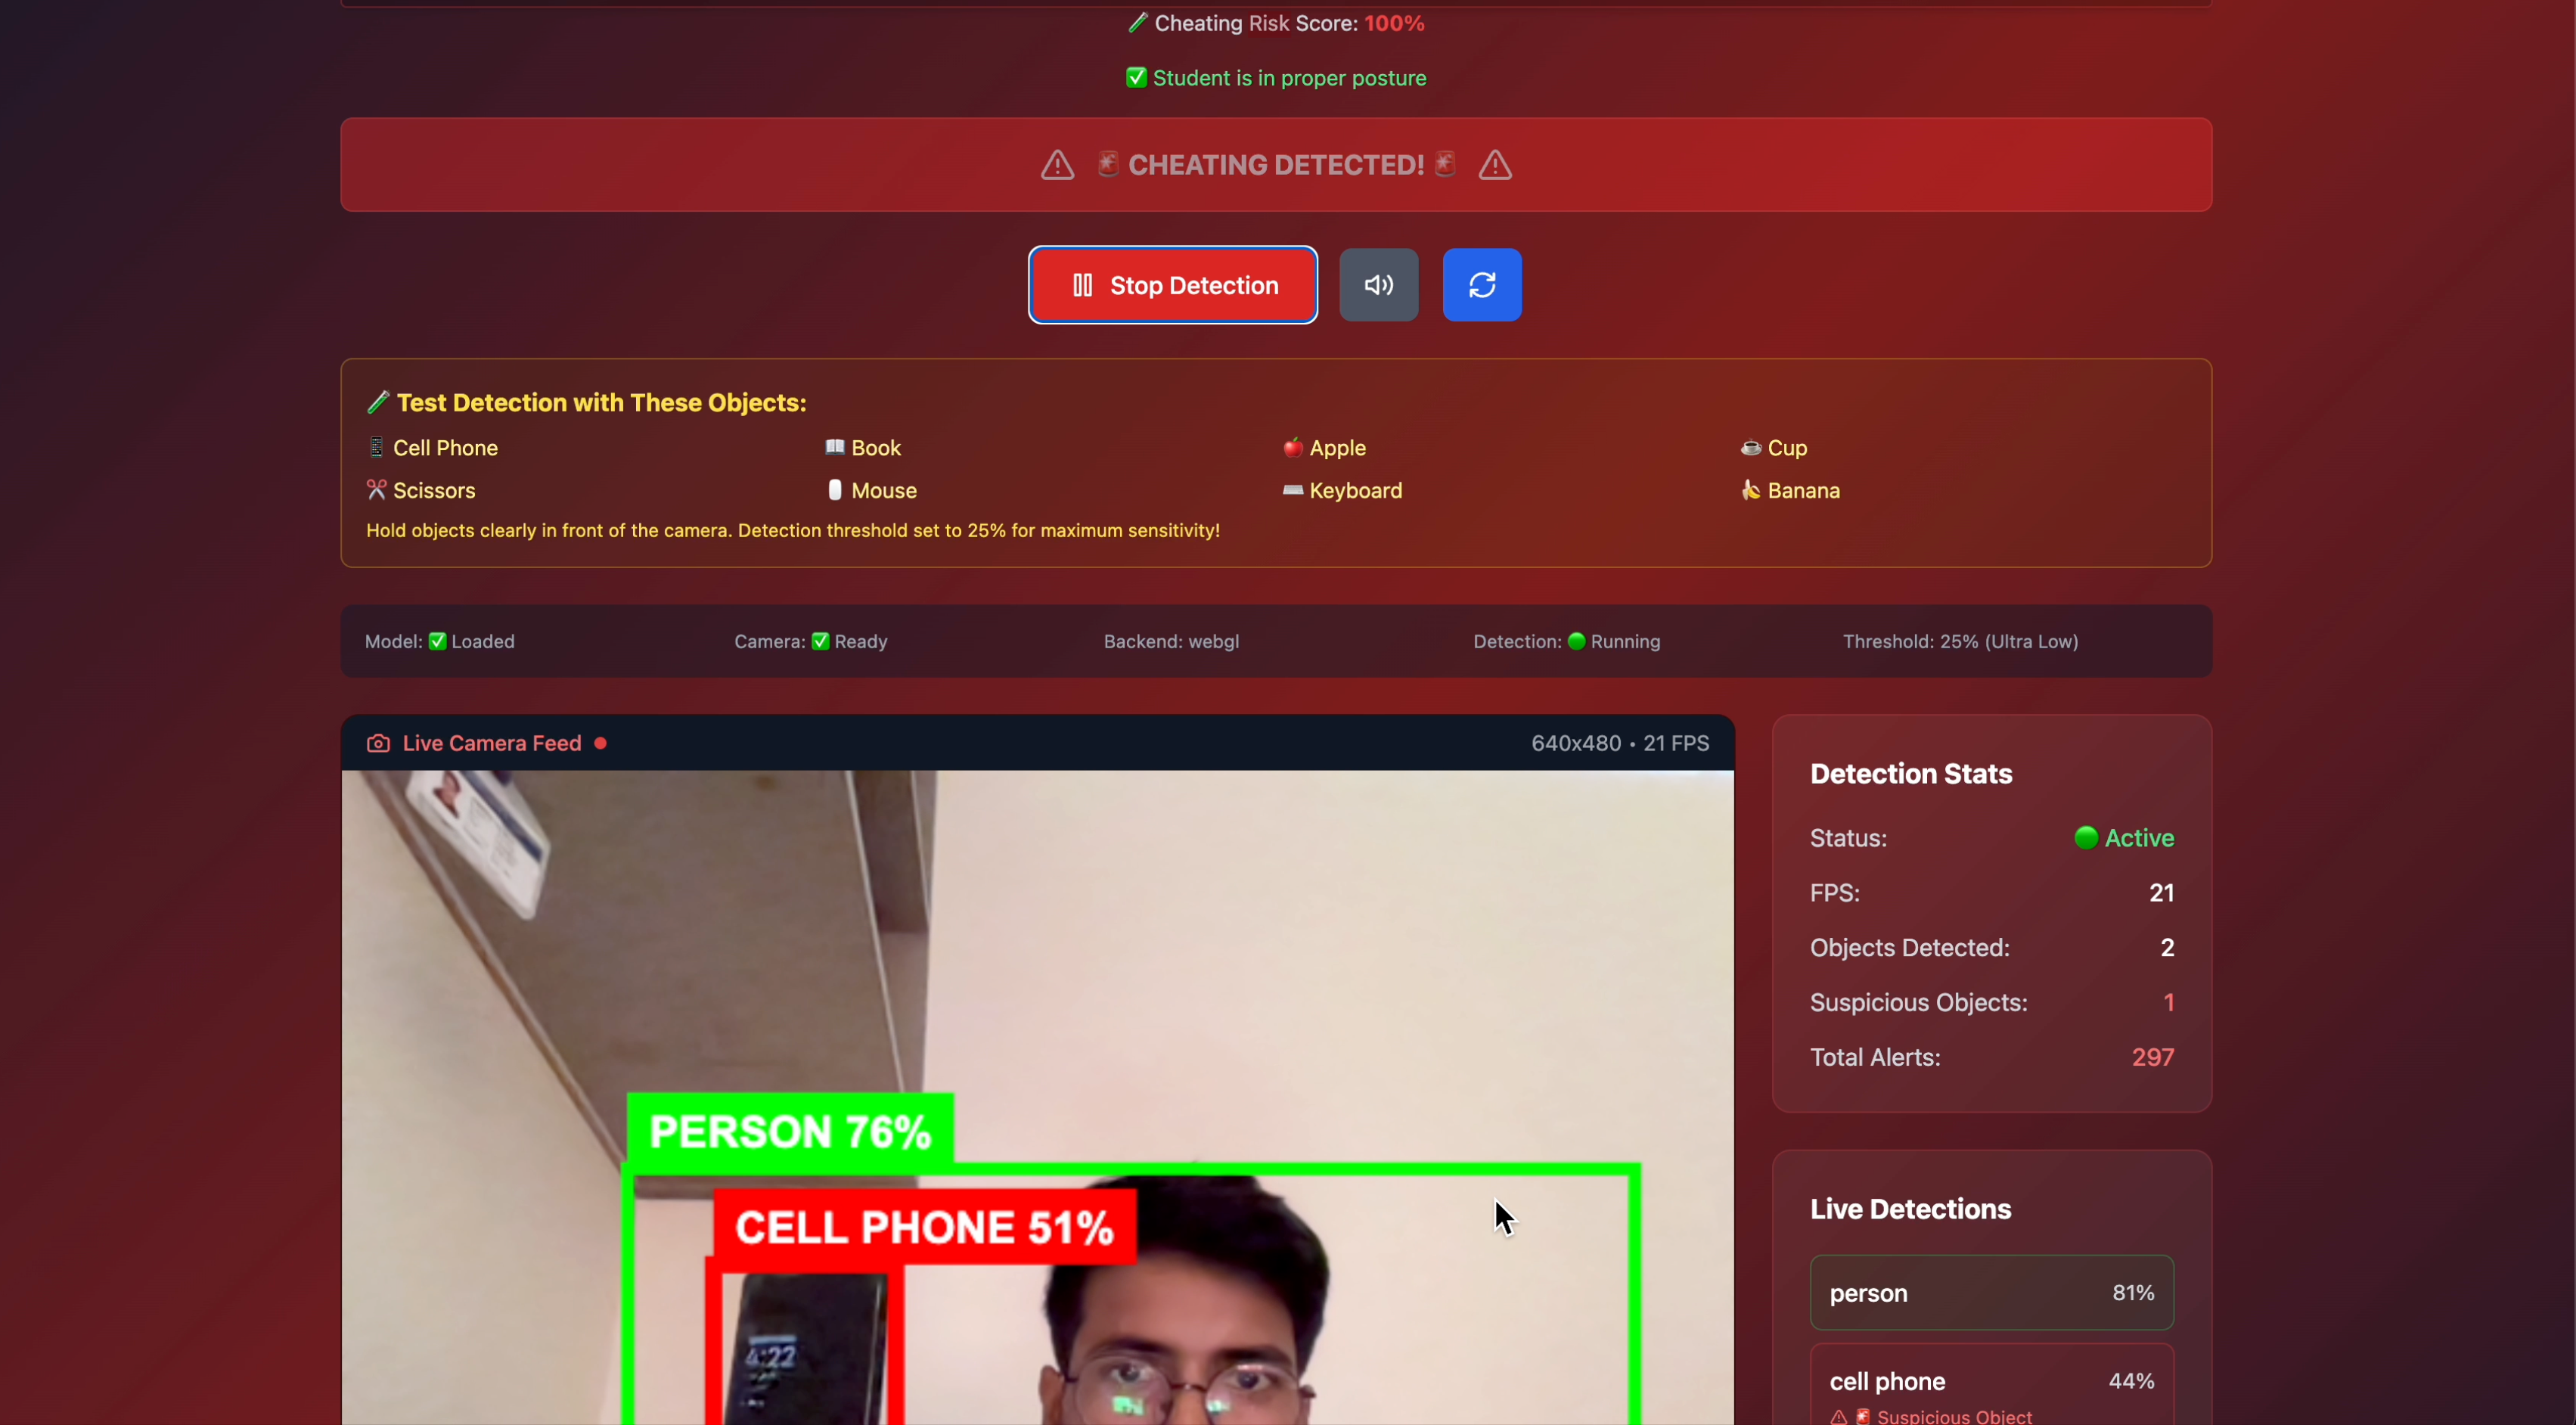 🧪 Cheating Risk Score: 100%
✅ Student is in proper posture
🚨 CHEATING DETECTED! 🚨
Stop Detection
🧪 Test Detection with These Objects:
📱 Cell Phone
📖 Book
🍎 Apple
☕ Cup
✂️ Scissors
🖱️ Mouse
⌨️ Keyboard
🍌 Banana
Hold objects clearly in front of the camera. Detection threshold set to 25% for maximum sensitivity!
Model: ✅ Loaded
Camera: ✅ Ready
Backend: webgl
Detection: 🟢 Running
Threshold: 25% (Ultra Low)
Live Camera Feed
640x480 • 21 FPS
PERSON 76%
CELL PHONE 51%
4:22
Detection Stats
Status: 🟢 Active
FPS: 21
Objects Detected: 2
Suspicious Objects: 1
Total Alerts: 297
Live Detections
person 81%
cell phone 44%
🚨 Suspicious Object